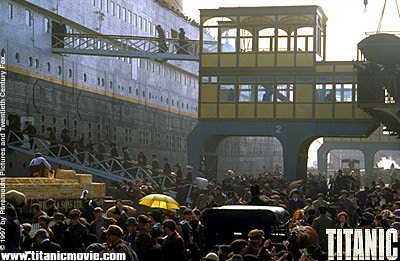 © 1997 by Paramount Pictures and Twentieth Century Fox.
2
TITANIC
www.titanicmovie.com